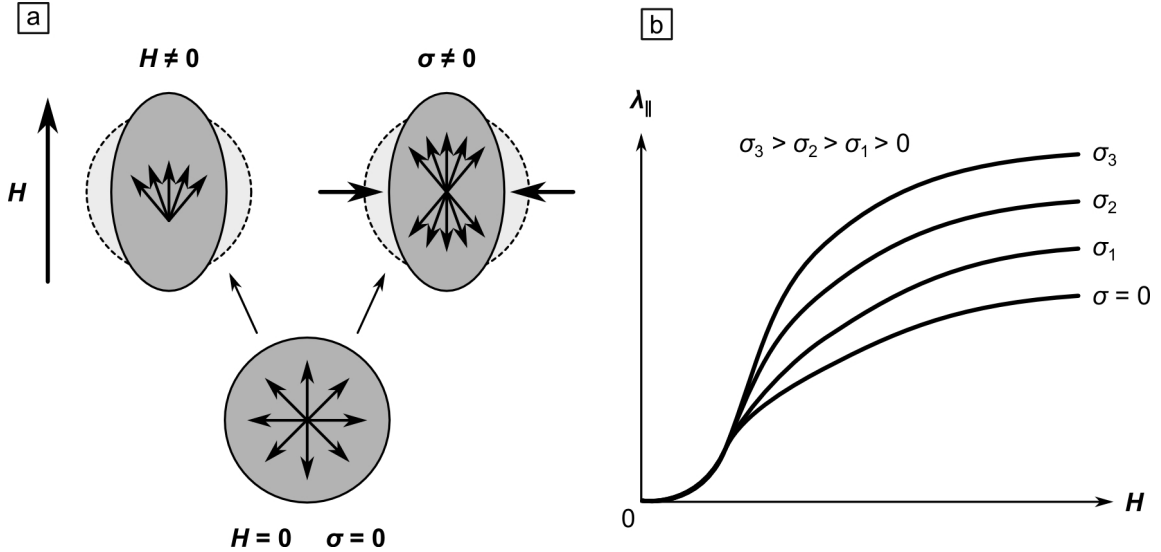 a
H ≠ 0
σ ≠ 0
H
H = 0 σ = 0
b
λ∥
σ₃ > σ₂ > σ₁ > 0
σ₃
σ₂
σ₁
σ = 0
0
H